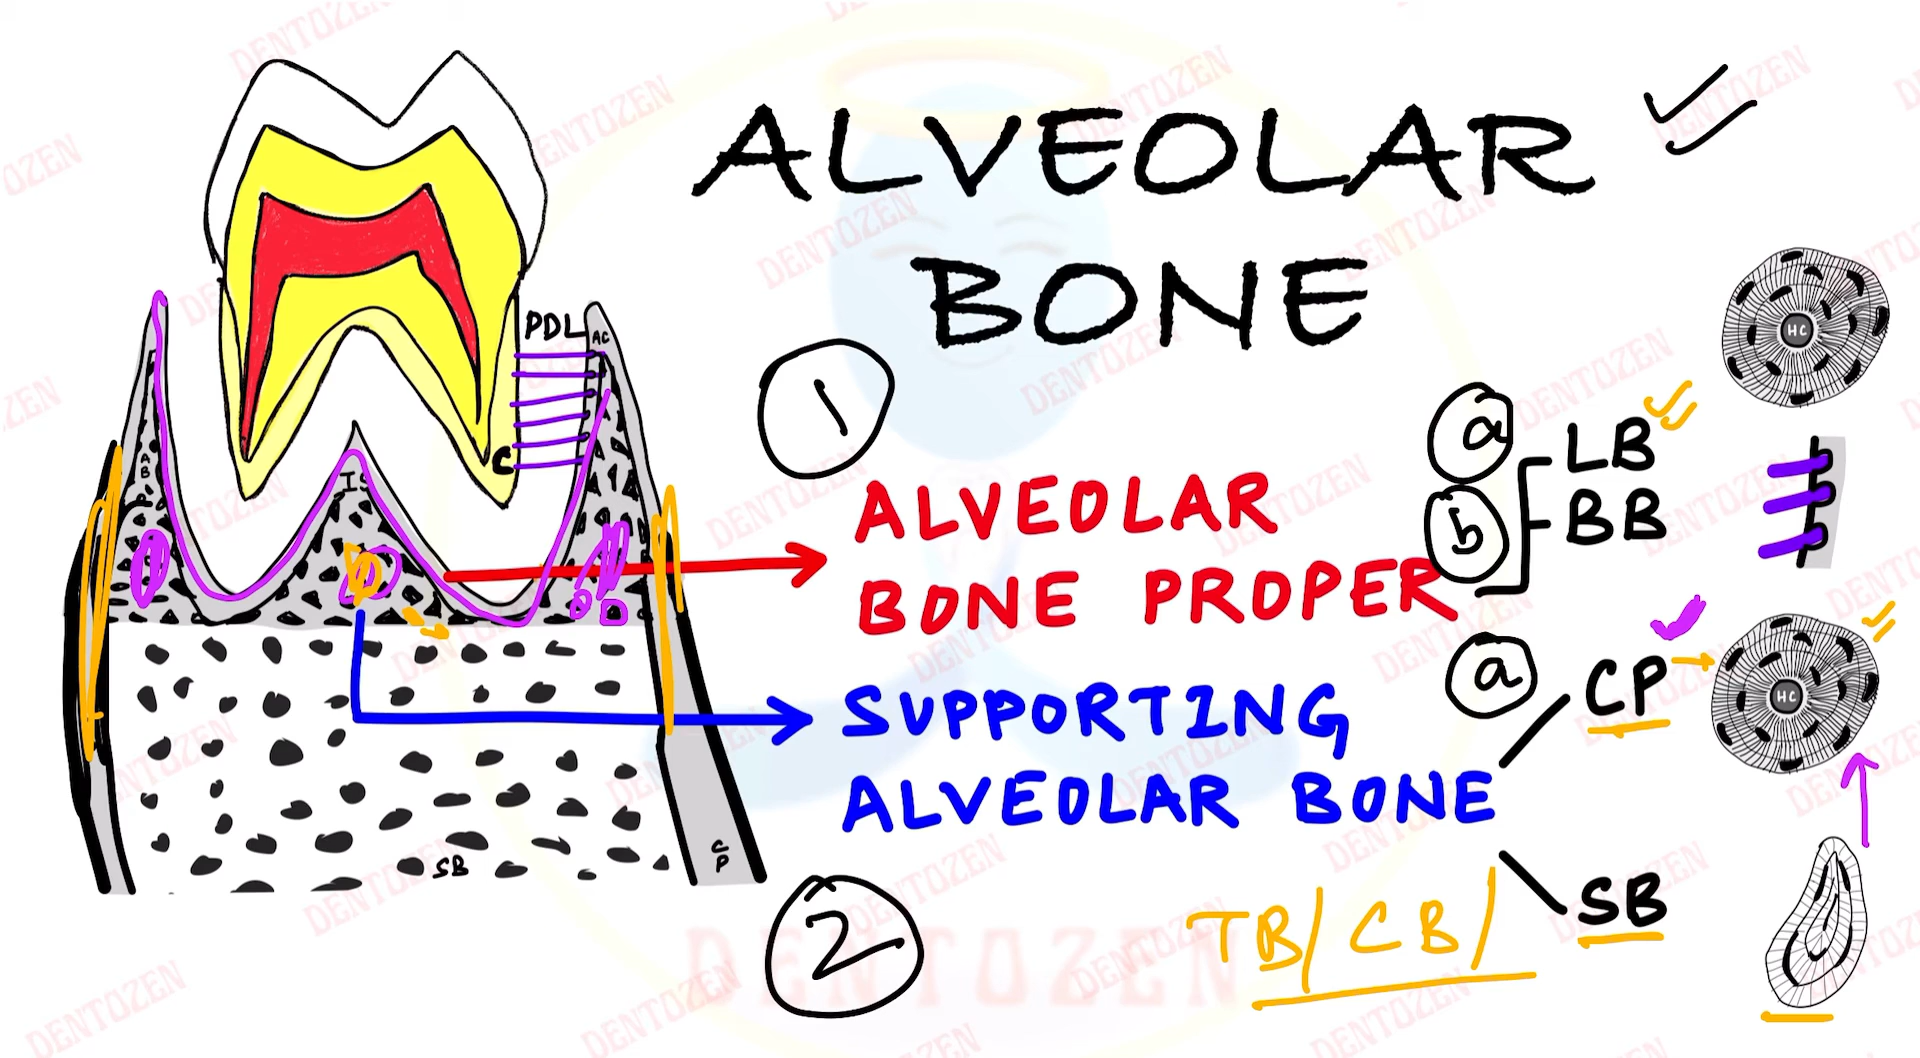 ALVEOLAR
BONE
PDL
AC
C
IS
A
B
P
SB
C
P
1
ALVEOLAR
BONE PROPER
a LB
b BB
HC
SUPPORTING
ALVEOLAR BONE
a CP
HC
SB
TB/CB/
2
DENTOZEN